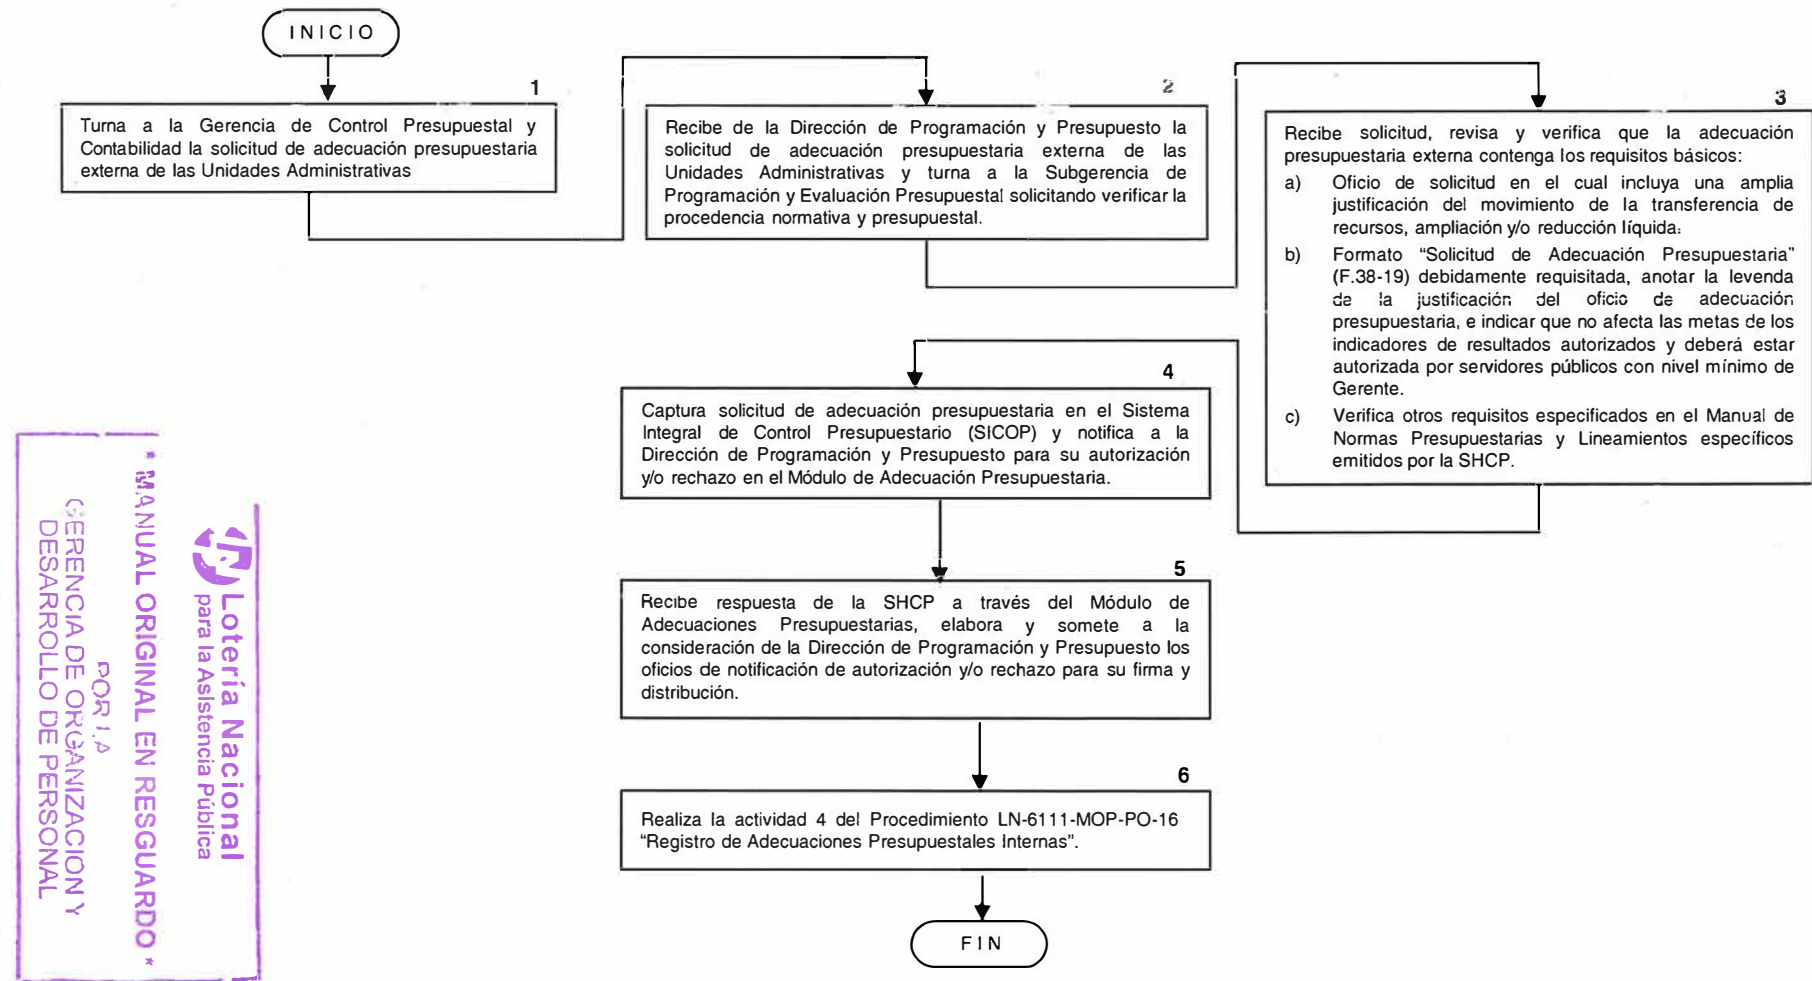 INICIO
1
Turna a la Gerencia de Control Presupuestal y
Contabilidad la solicitud de adecuación presupuestaria
externa de las Unidades Administrativas
2
Recibe de la Dirección de Programación y Presupuesto la
solicitud de adecuación presupuestaria externa de las
Unidades Administrativas y turna a la Subgerencia de
Programación y Evaluación Presupuestal solicitando verificar la
procedencia normativa y presupuestal.
3
Recibe solicitud, revisa y verifica que la adecuación
presupuestaria externa contenga los requisitos básicos:
a) Oficio de solicitud en el cual incluya una amplia
justificación del movimiento de la transferencia de
recursos, ampliación y/o reducción líquida.
b) Formato “Solicitud de Adecuación Presupuestaria”
(F.38-19) debidamente requisitada, anotar la levenda
de la justificación del oficio de adecuación
presupuestaria, e indicar que no afecta las metas de los
indicadores de resultados autorizados y deberá estar
autorizada por servidores públicos con nivel mínimo de
Gerente.
c) Verifica otros requisitos especificados en el Manual de
Normas Presupuestarias y Lineamientos específicos
emitidos por la SHCP.
4
Captura solicitud de adecuación presupuestaria en el Sistema
Integral de Control Presupuestario (SICOP) y notifica a la
Dirección de Programación y Presupuesto para su autorización
y/o rechazo en el Módulo de Adecuación Presupuestaria.
5
Recibe respuesta de la SHCP a través del Módulo de
Adecuaciones Presupuestarias, elabora y somete a la
consideración de la Dirección de Programación y Presupuesto los
oficios de notificación de autorización y/o rechazo para su firma y
distribución.
6
Realiza la actividad 4 del Procedimiento LN-6111-MOP-PO-16
“Registro de Adecuaciones Presupuestales Internas”.
FIN
Lotería Nacional
para la Asistencia Pública
* MANUAL ORIGINAL EN RESGUARDO *
POR LA
GERENCIA DE ORGANIZACION Y
DESARROLLO DE PERSONAL